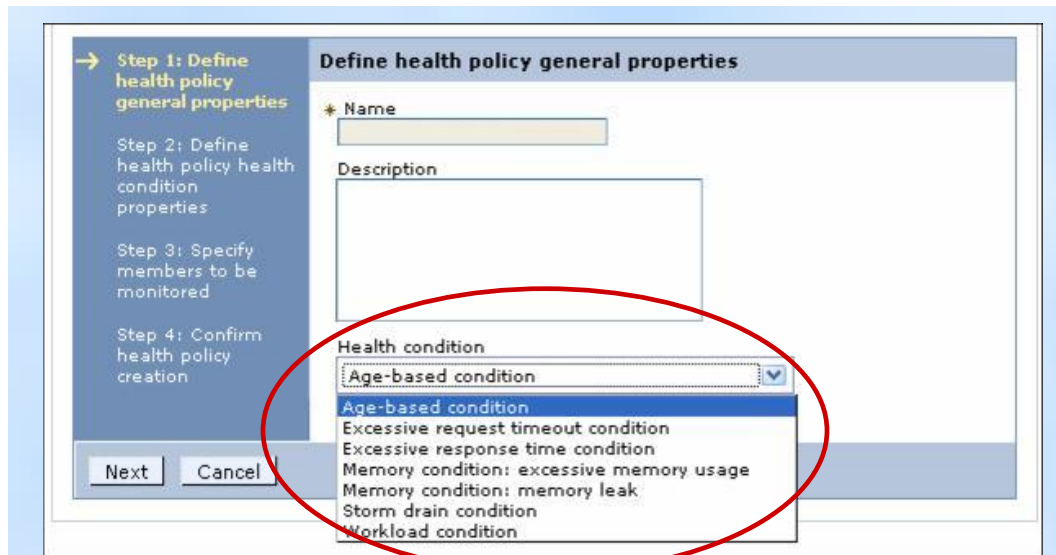 Step 1: Define
health policy
general properties
Step 2: Define
health policy health
condition
properties
Step 3: Specify
members to be
monitored
Step 4: Confirm
health policy
creation
Define health policy general properties
* Name
Description
Health condition
Age-based condition
Age-based condition
Excessive request timeout condition
Excessive response time condition
Memory condition: excessive memory usage
Memory condition: memory leak
Storm drain condition
Workload condition
Next
Cancel